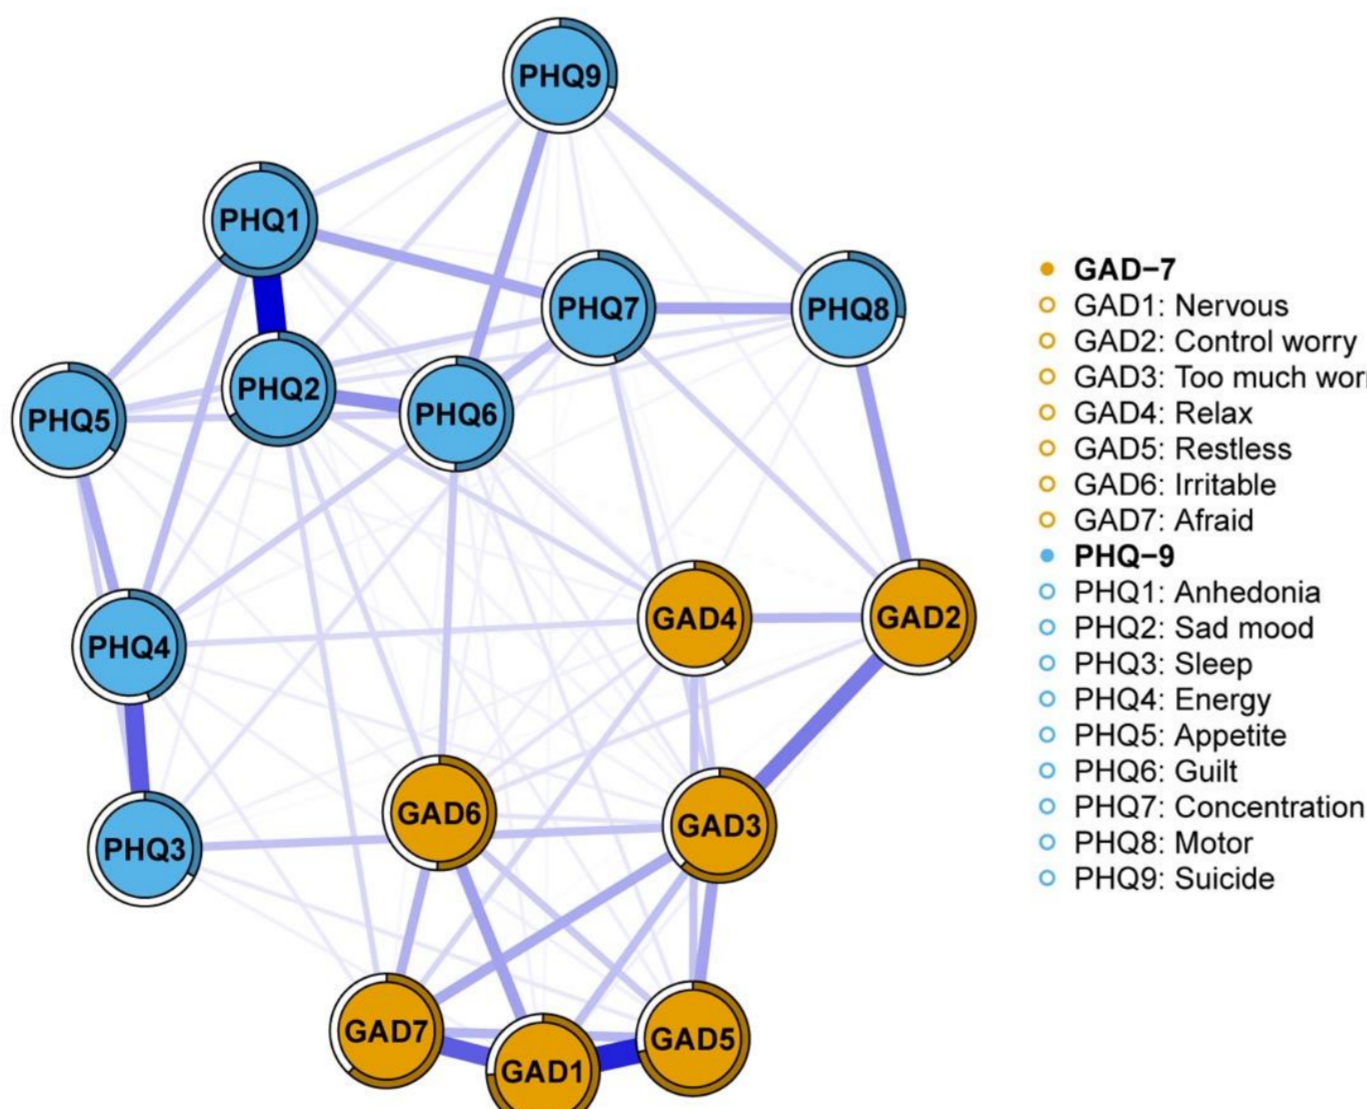 PHQ9
PHQ1
PHQ7
PHQ8
PHQ2
PHQ6
PHQ5
GAD4
GAD2
PHQ4
GAD6
GAD3
PHQ3
GAD7
GAD1
GAD5
GAD−7
GAD1: Nervous
GAD2: Control worry
GAD3: Too much wor
GAD4: Relax
GAD5: Restless
GAD6: Irritable
GAD7: Afraid
PHQ−9
PHQ1: Anhedonia
PHQ2: Sad mood
PHQ3: Sleep
PHQ4: Energy
PHQ5: Appetite
PHQ6: Guilt
PHQ7: Concentration
PHQ8: Motor
PHQ9: Suicide